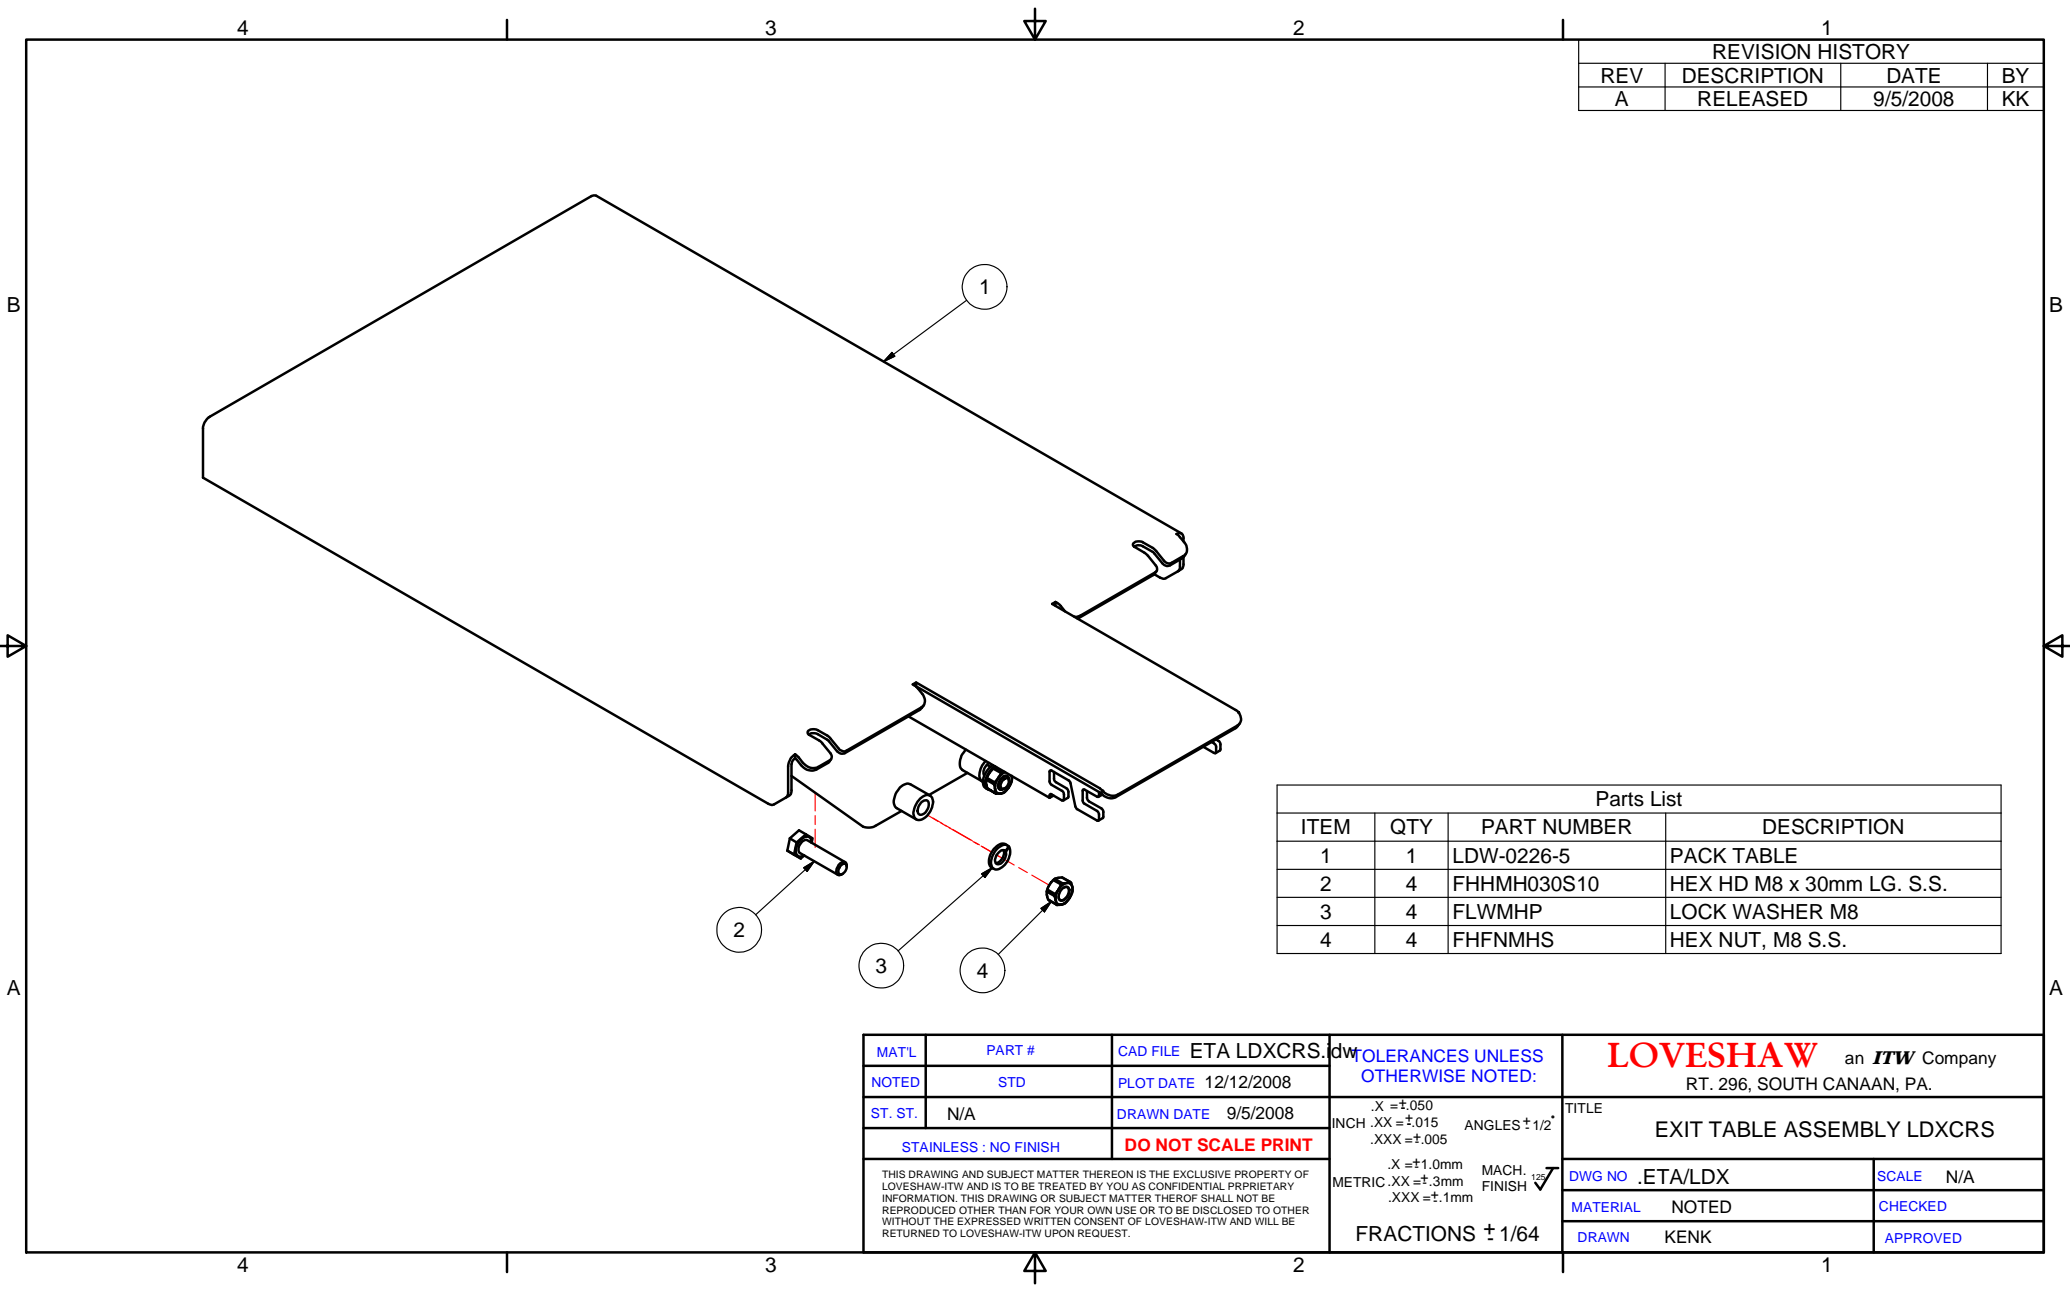 4 3 2 1
REVISION HISTORY
REV DESCRIPTION DATE BY
A RELEASED 9/5/2008 KK
1
B B
Parts List
ITEM QTY PART NUMBER DESCRIPTION
1 1 LDW-0226-5 PACK TABLE
2 4 FHHMH030S10 HEX HD M8 x 30mm LG. S.S.
3 4 FLWMHP LOCK WASHER M8
4 4 FHFNMHS HEX NUT, M8 S.S.
2
3
4
A A
MAT'L PART # CAD FILE ETA LDXCRS.idw
NOTED STD PLOT DATE 12/12/2008
ST. ST. N/A DRAWN DATE 9/5/2008
STAINLESS : NO FINISH DO NOT SCALE PRINT
THIS DRAWING AND SUBJECT MATTER THEREON IS THE EXCLUSIVE PROPERTY OF
LOVESHAW-ITW AND IS TO BE TREATED BY YOU AS CONFIDENTIAL PRPRIETARY
INFORMATION. THIS DRAWING OR SUBJECT MATTER THEROF SHALL NOT BE
REPRODUCED OTHER THAN FOR YOUR OWN USE OR TO BE DISCLOSED TO OTHER
WITHOUT THE EXPRESSED WRITTEN CONSENT OF LOVESHAW-ITW AND WILL BE
RETURNED TO LOVESHAW-ITW UPON REQUEST.
TOLERANCES UNLESS
OTHERWISE NOTED:
.X =±.050
INCH .XX =±.015 ANGLES ± 1/2°
.XXX =±.005
.X =±1.0mm MACH.
METRIC .XX =±.3mm FINISH 125
.XXX =±.1mm
FRACTIONS ± 1/64
LOVESHAW an ITW Company
RT. 296, SOUTH CANAAN, PA.
TITLE
EXIT TABLE ASSEMBLY LDXCRS
DWG NO .ETA/LDX SCALE N/A
MATERIAL NOTED CHECKED
DRAWN KENK APPROVED
4 3 2 1